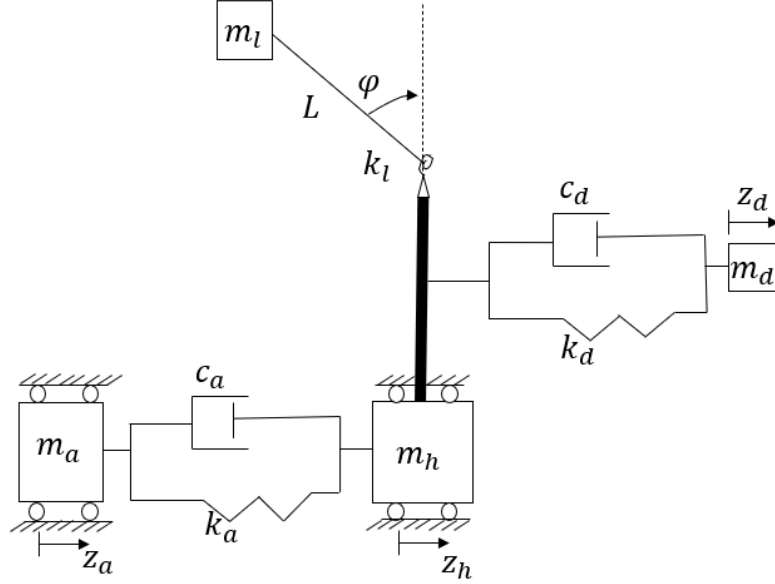 m_l
φ
L
k_l
c_d
z_d
m_d
k_d
c_a
m_a
m_h
k_a
z_a
z_h